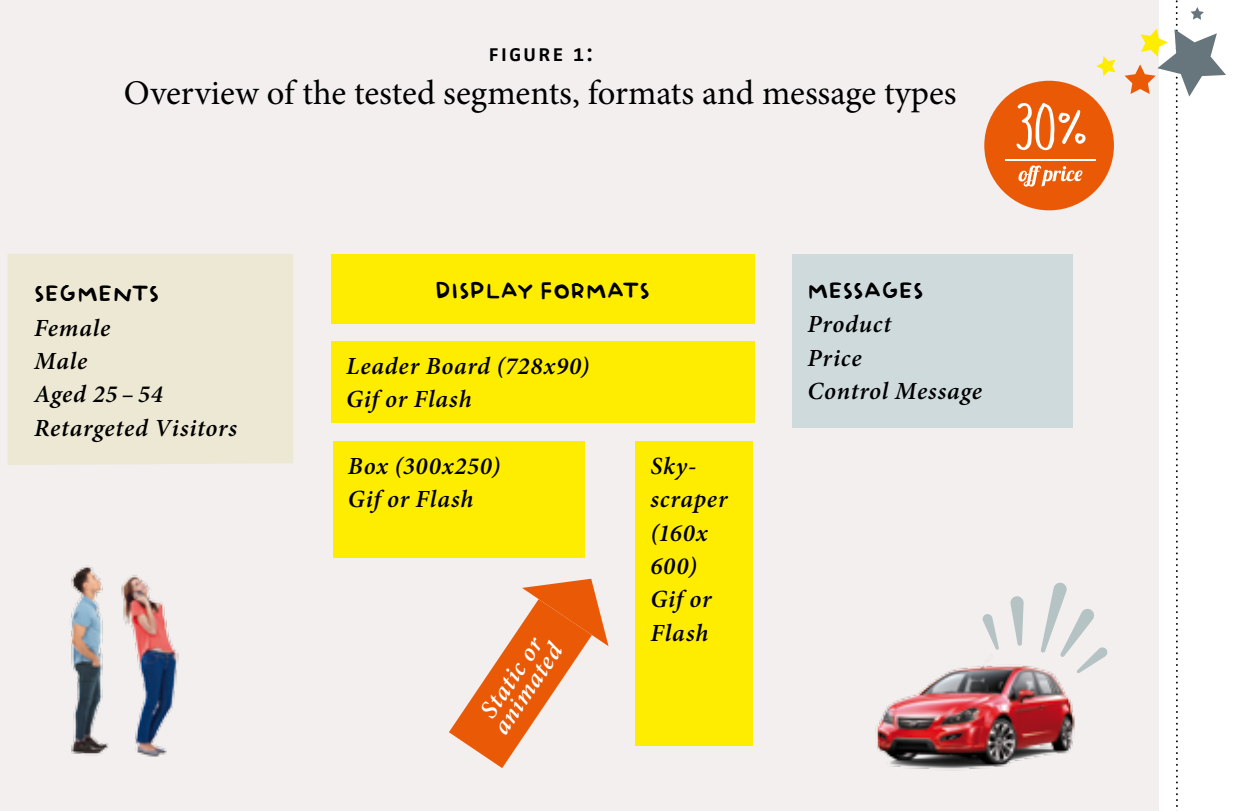 FIGURE 1:
Overview of the tested segments, formats and message types
30%
off price
SEGMENTS
Female
Male
Aged 25 – 54
Retargeted Visitors
DISPLAY FORMATS
Leader Board (728x90)
Gif or Flash
Box (300x250)
Gif or Flash
Sky-
scraper
(160x
600)
Gif or
Flash
Static or
animated
MESSAGES
Product
Price
Control Message